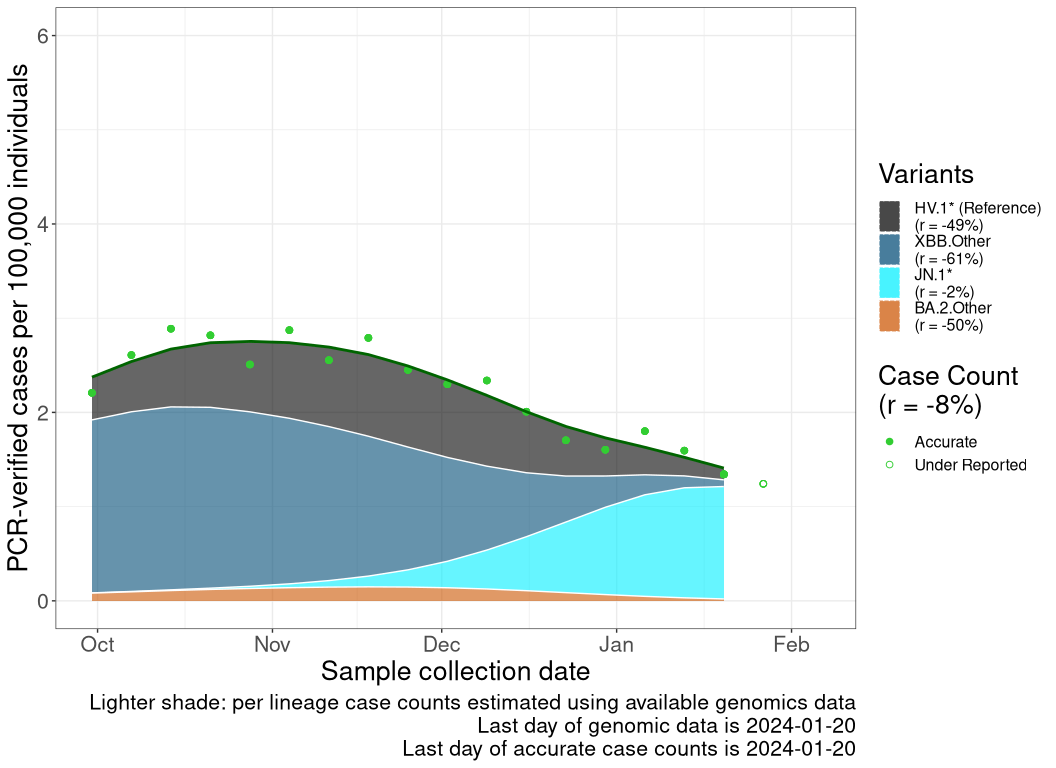 PCR-verified cases per 100,000 individuals
6
4
2
0
Oct
Nov
Dec
Jan
Feb
Sample collection date
Lighter shade: per lineage case counts estimated using available genomics data
Last day of genomic data is 2024-01-20
Last day of accurate case counts is 2024-01-20
Variants
HV.1* (Reference)
(r = -49%)
XBB.Other
(r = -61%)
JN.1*
(r = -2%)
BA.2.Other
(r = -50%)
Case Count
(r = -8%)
Accurate
Under Reported